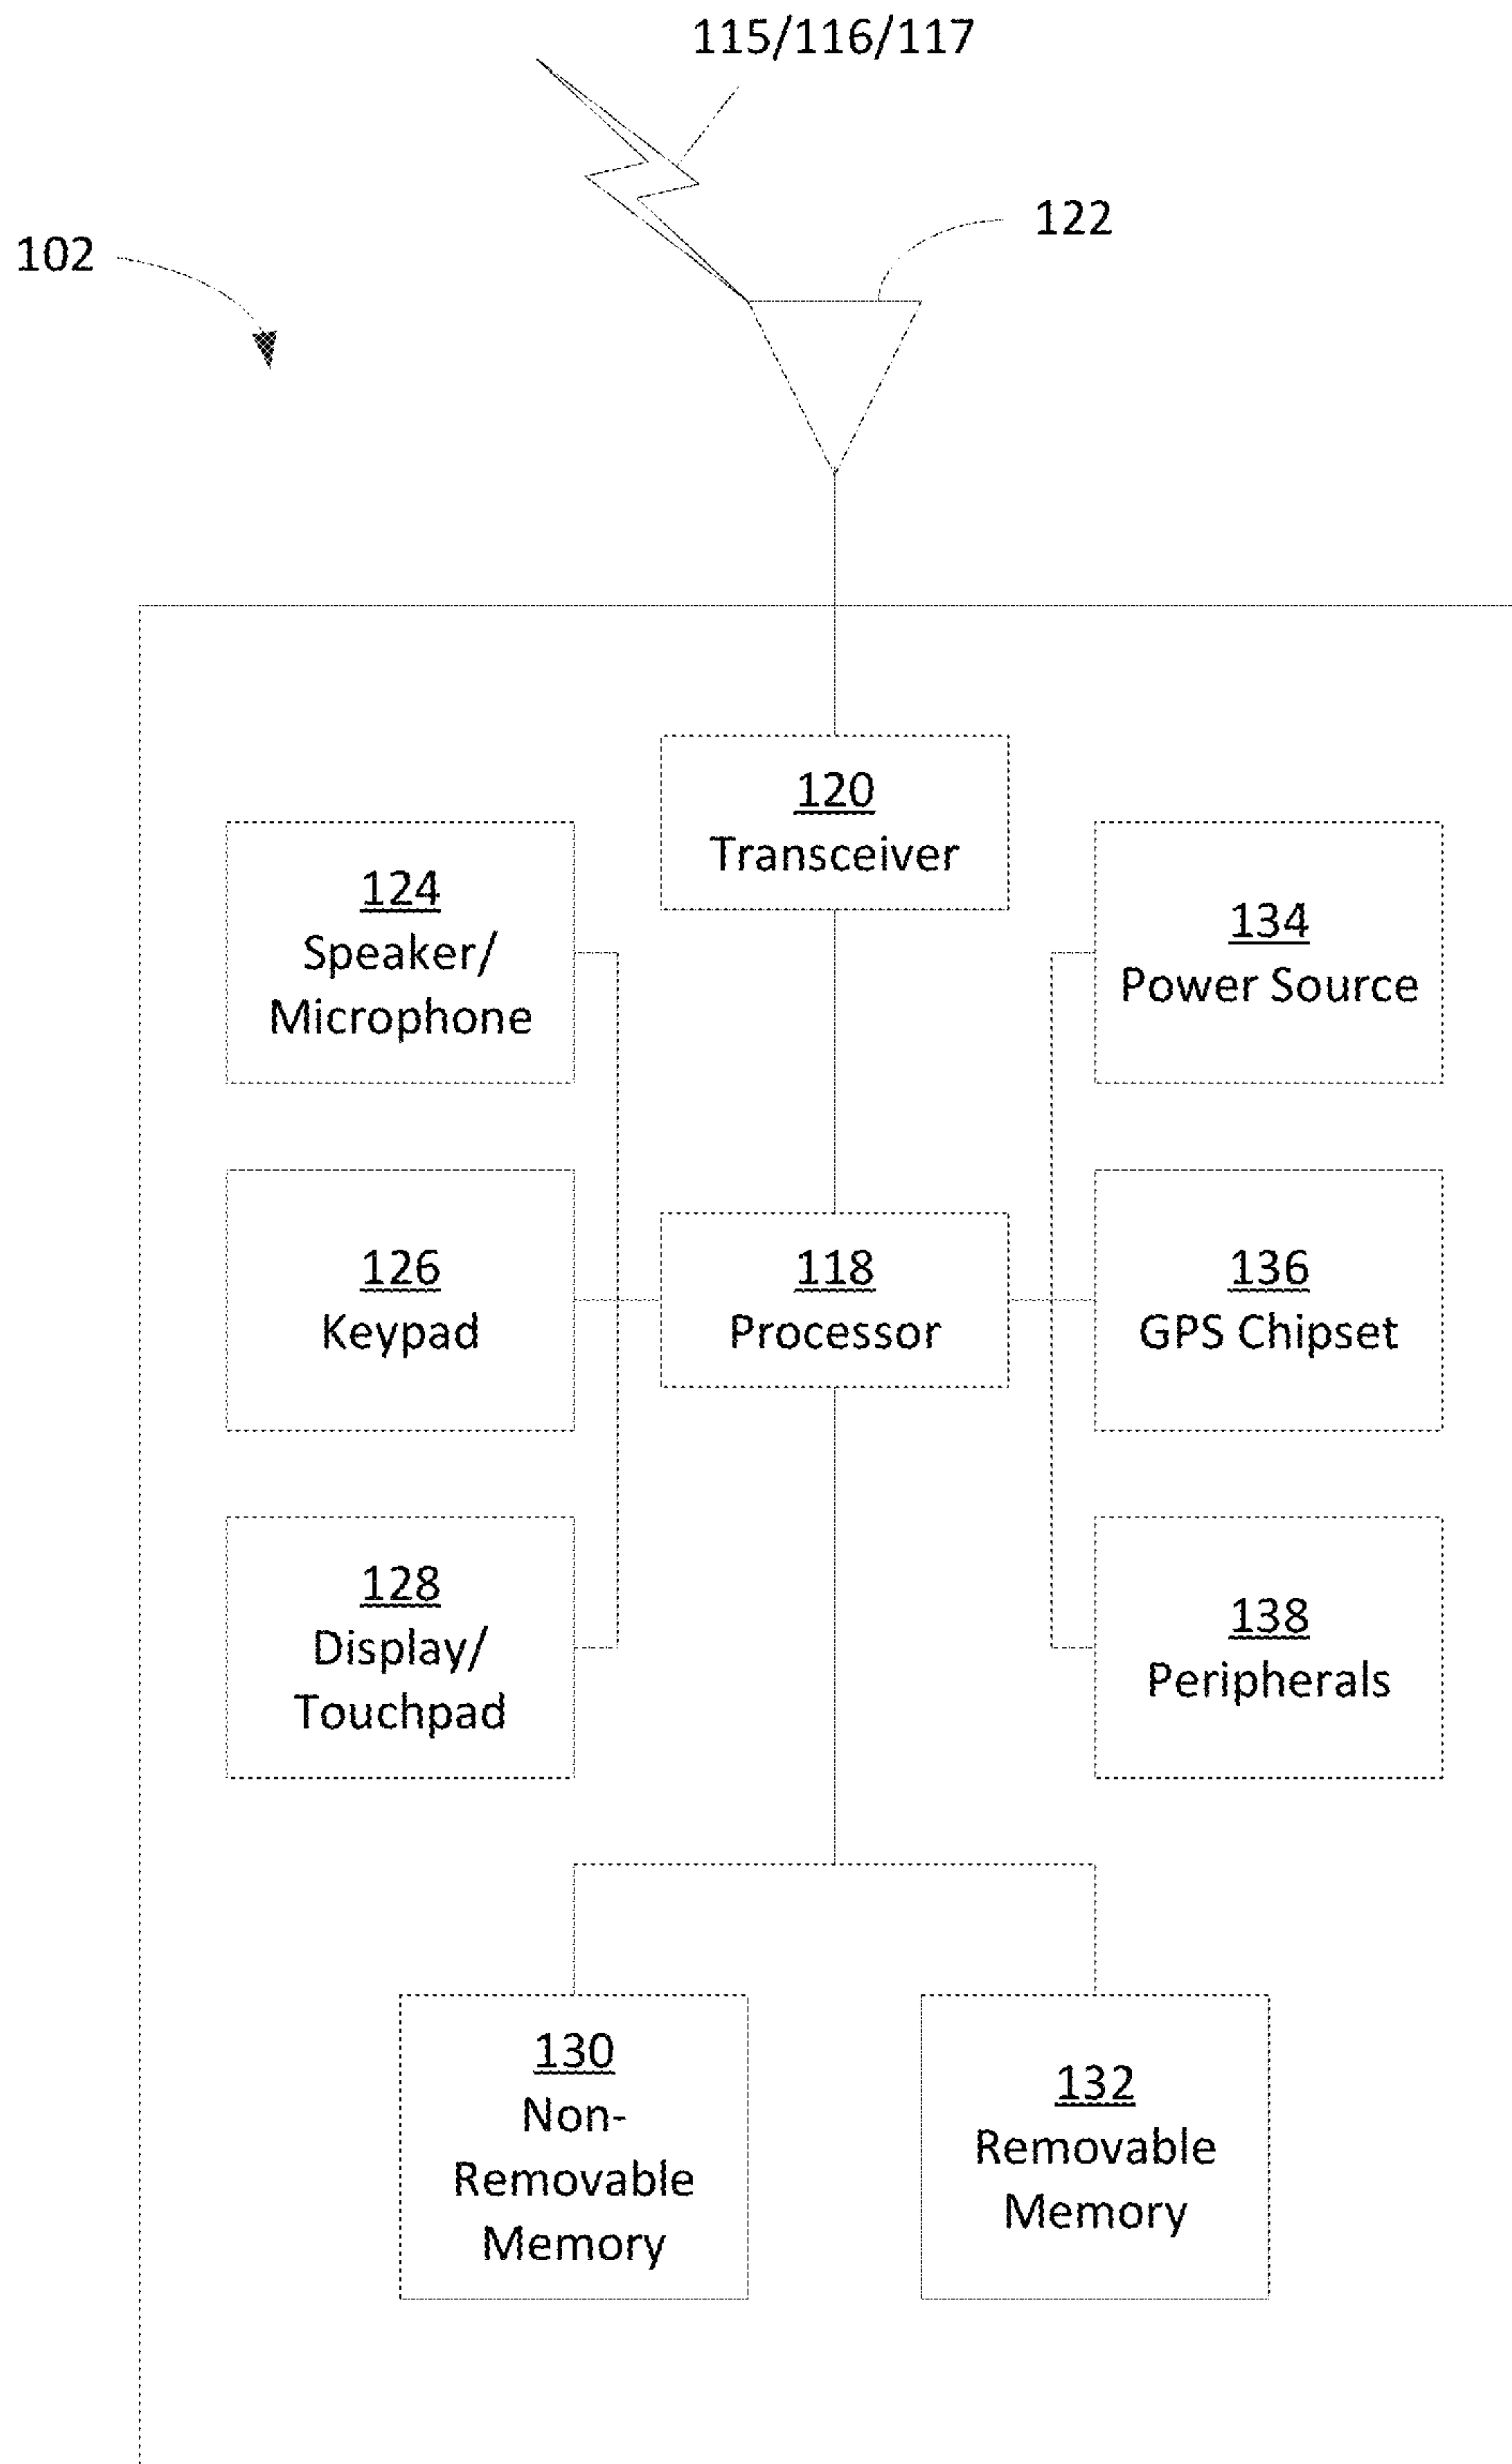 115/116/117
122
102
120
Transceiver
124
Speaker/
Microphone
134
Power Source
126
Keypad
118
Processor
136
GPS Chipset
128
Display/
Touchpad
138
Peripherals
130
Non-
Removable
Memory
132
Removable
Memory